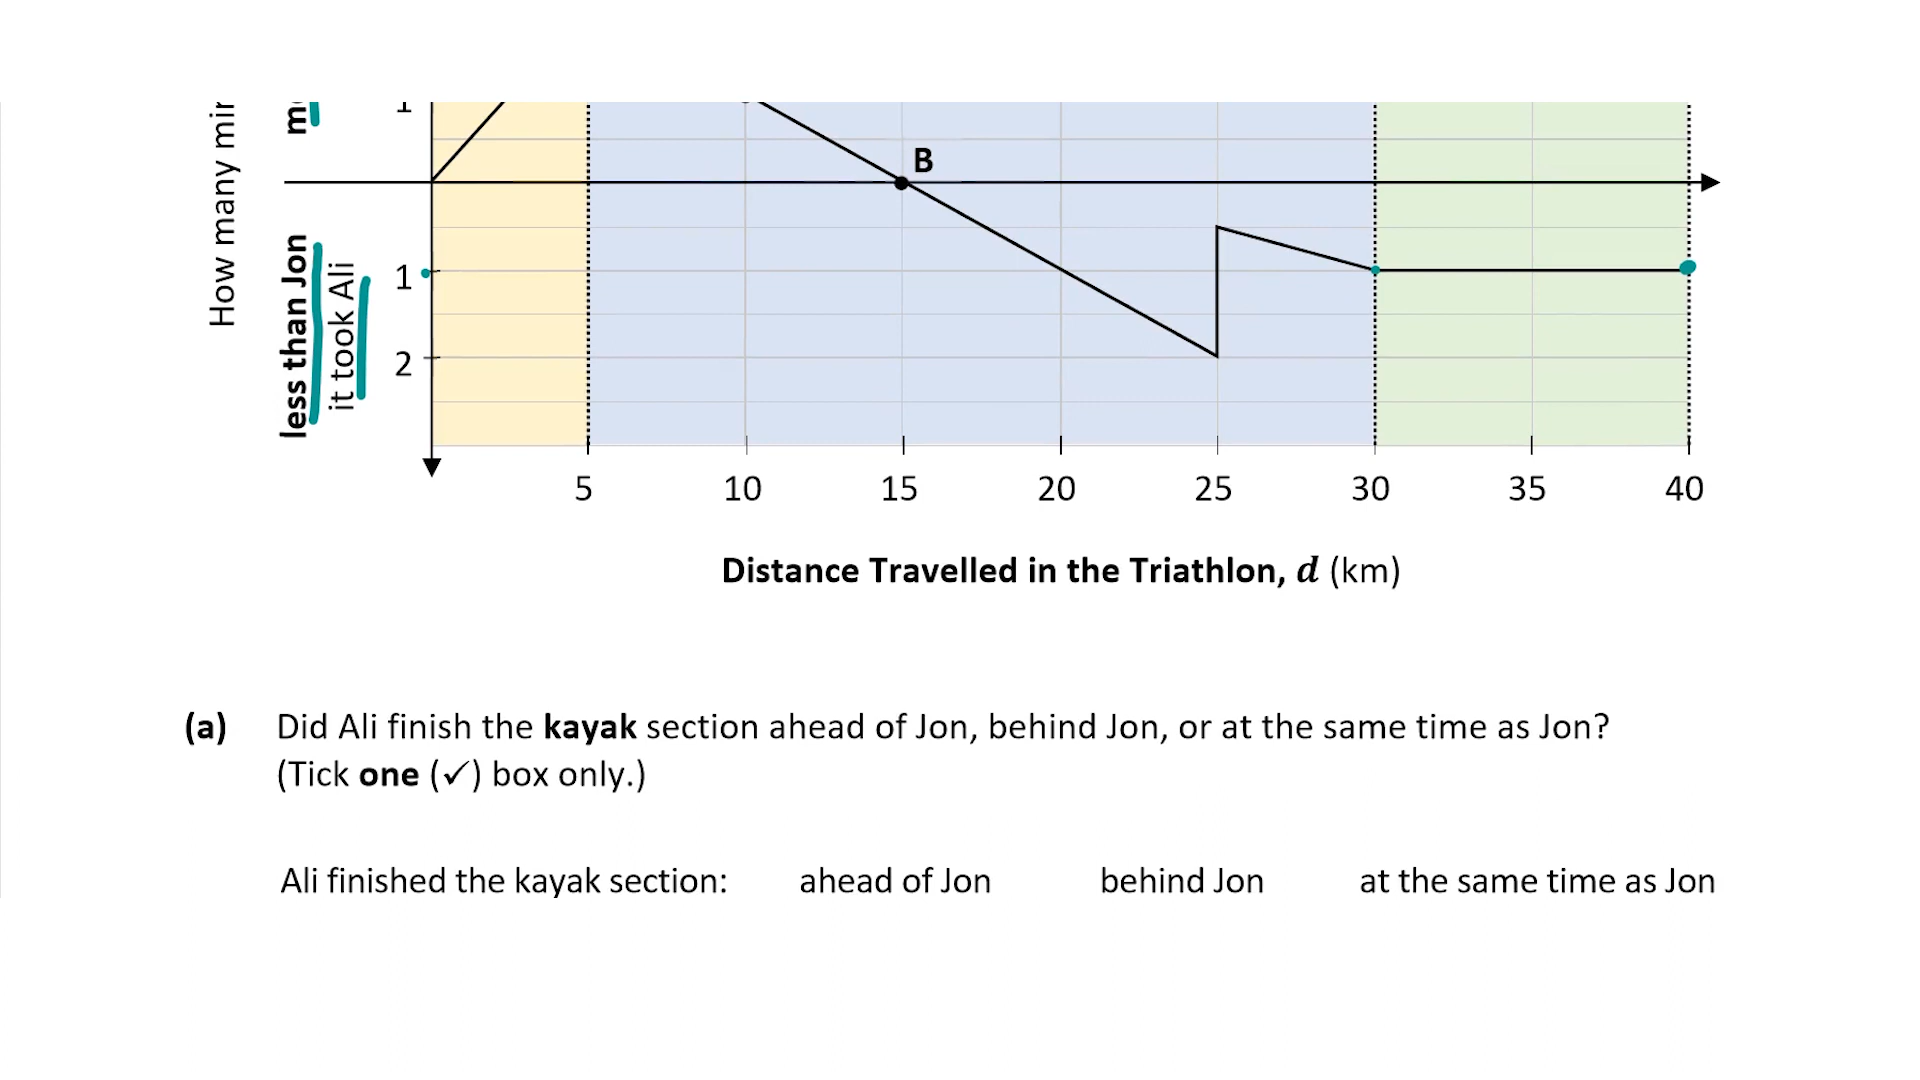 How many
less than Jon
it took Ali
1
B
1
2
5 10 15 20 25 30 35 40
Distance Travelled in the Triathlon, d (km)
(a) Did Ali finish the kayak section ahead of Jon, behind Jon, or at the same time as Jon?
(Tick one (✓) box only.)
Ali finished the kayak section: ahead of Jon behind Jon at the same time as Jon